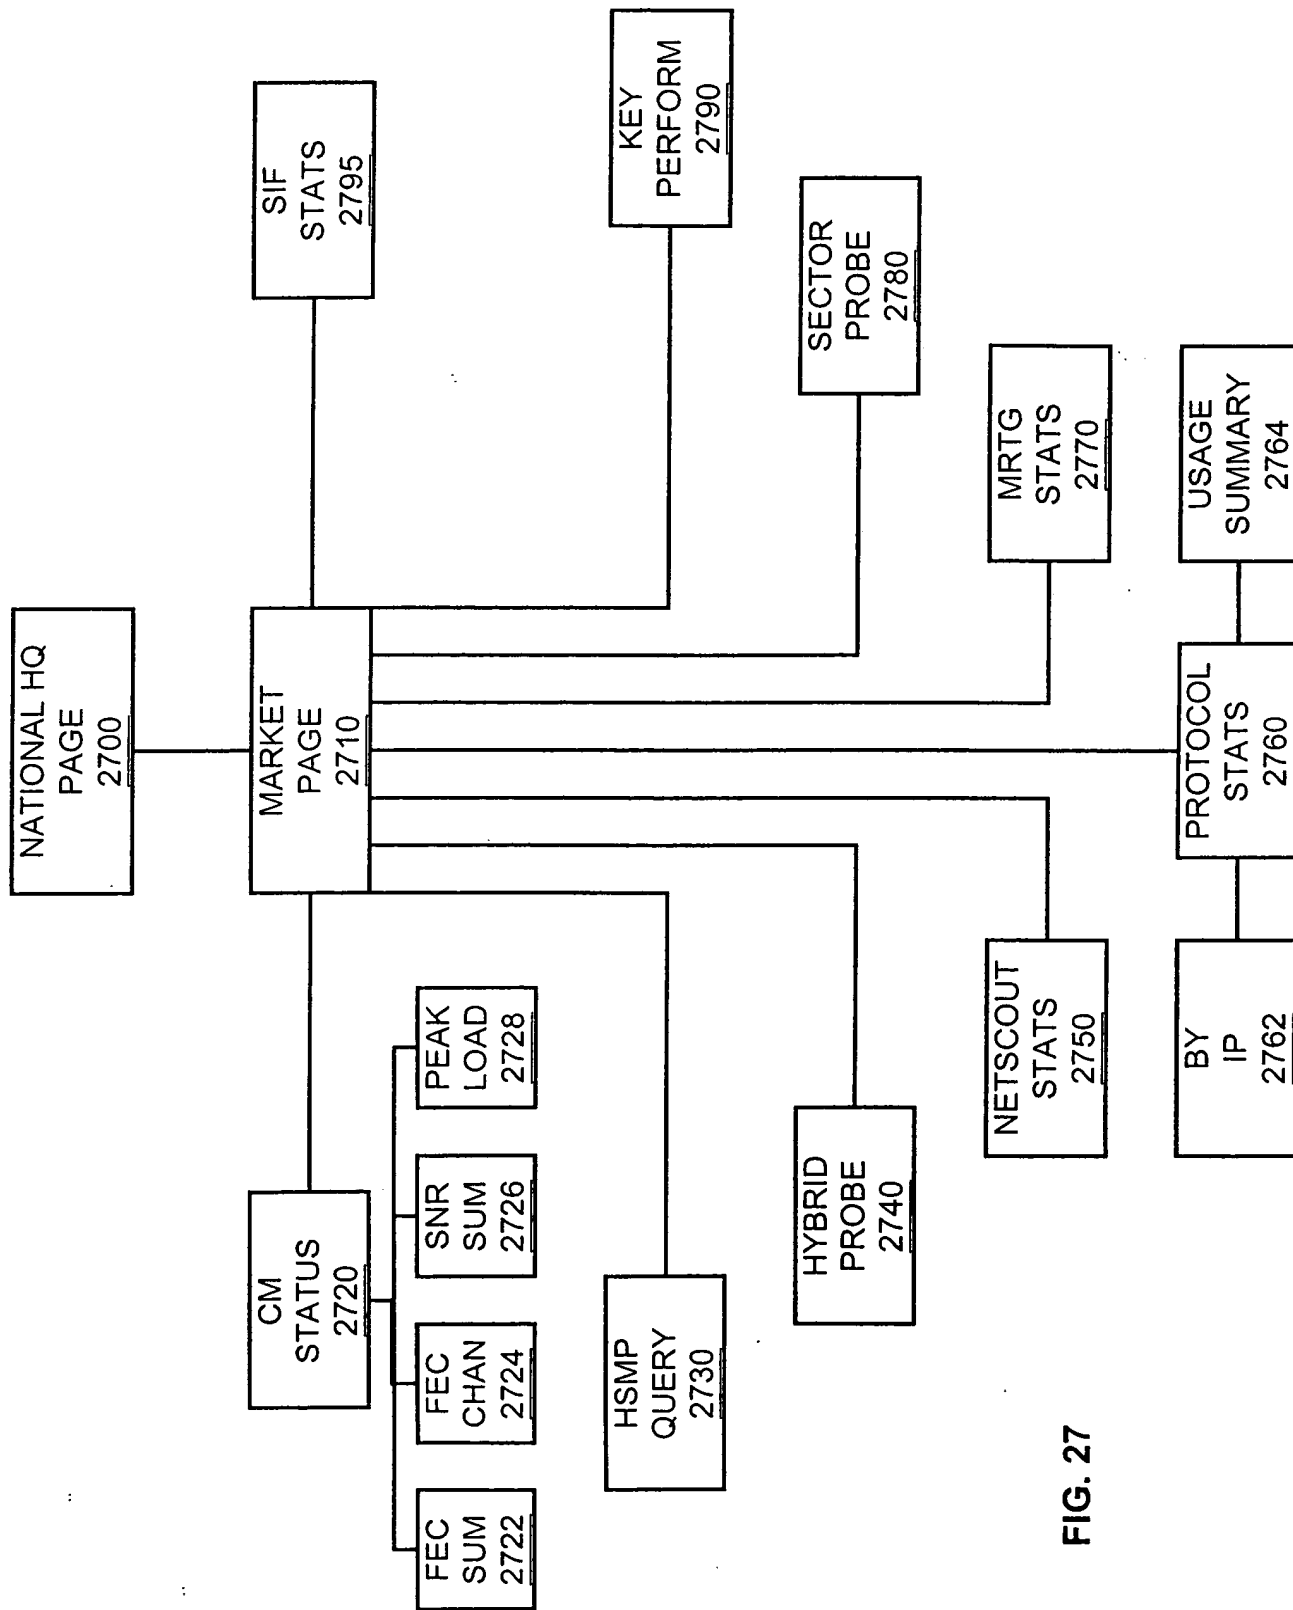 NATIONAL HQ
PAGE
2700
MARKET
PAGE
2710
CM
STATUS
2720
FEC
SUM
2722
FEC
CHAN
2724
SNR
SUM
2726
PEAK
LOAD
2728
HSMP
QUERY
2730
HYBRID
PROBE
2740
NETSCOUT
STATS
2750
BY
IP
2762
PROTOCOL
STATS
2760
USAGE
SUMMARY
2764
MRTG
STATS
2770
SECTOR
PROBE
2780
KEY
PERFORM
2790
SIF
STATS
2795
FIG. 27